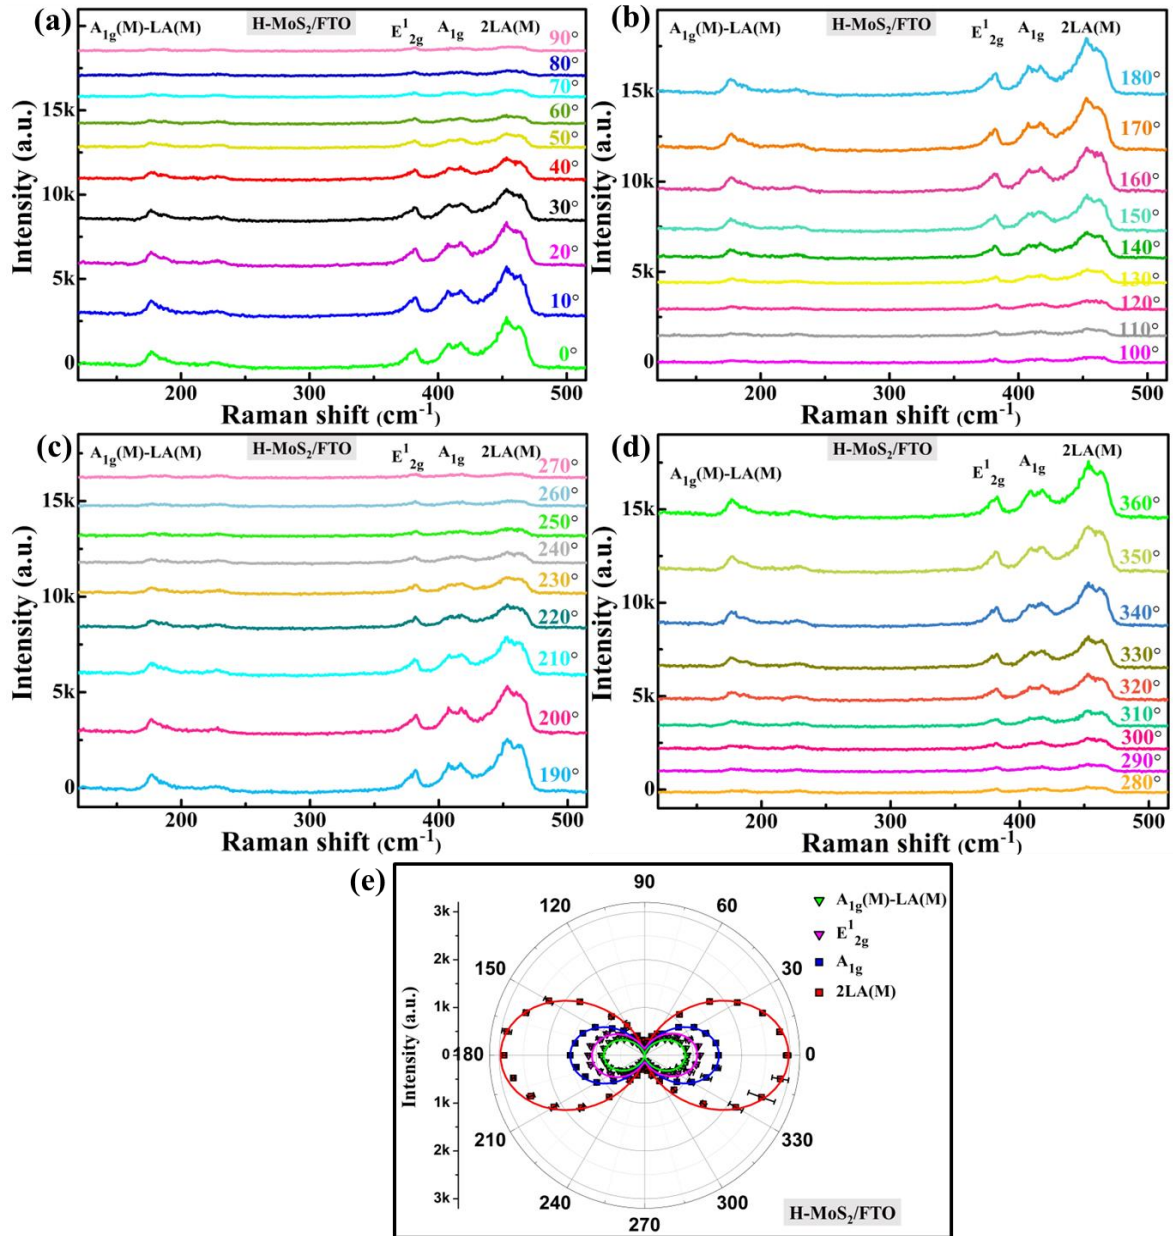 (a)
A1g(M)-LA(M) H-MoS2/FTO E12g A1g 2LA(M)
90°
80°
70°
60°
50°
40°
30°
20°
10°
0°
15k
10k
5k
0
Intensity (a.u.)
200 300 400 500
Raman shift (cm-1)
(b)
A1g(M)-LA(M) H-MoS2/FTO E12g A1g 2LA(M)
180°
170°
160°
150°
140°
130°
120°
110°
100°
15k
10k
5k
0
Intensity (a.u.)
200 300 400 500
Raman shift (cm-1)
(c)
A1g(M)-LA(M) H-MoS2/FTO E12g A1g 2LA(M)
270°
260°
250°
240°
230°
220°
210°
200°
190°
15k
10k
5k
0
Intensity (a.u.)
200 300 400 500
Raman shift (cm-1)
(d)
A1g(M)-LA(M) H-MoS2/FTO E12g A1g 2LA(M)
360°
350°
340°
330°
320°
310°
300°
290°
280°
15k
10k
5k
0
Intensity (a.u.)
200 300 400 500
Raman shift (cm-1)
(e)
90
120 60
150 30
180 0
210 330
240 300
270
3k
2k
2k
1k
0
1k
2k
2k
3k
Intensity (a.u.)
A1g(M)-LA(M)
E12g
A1g
2LA(M)
H-MoS2/FTO